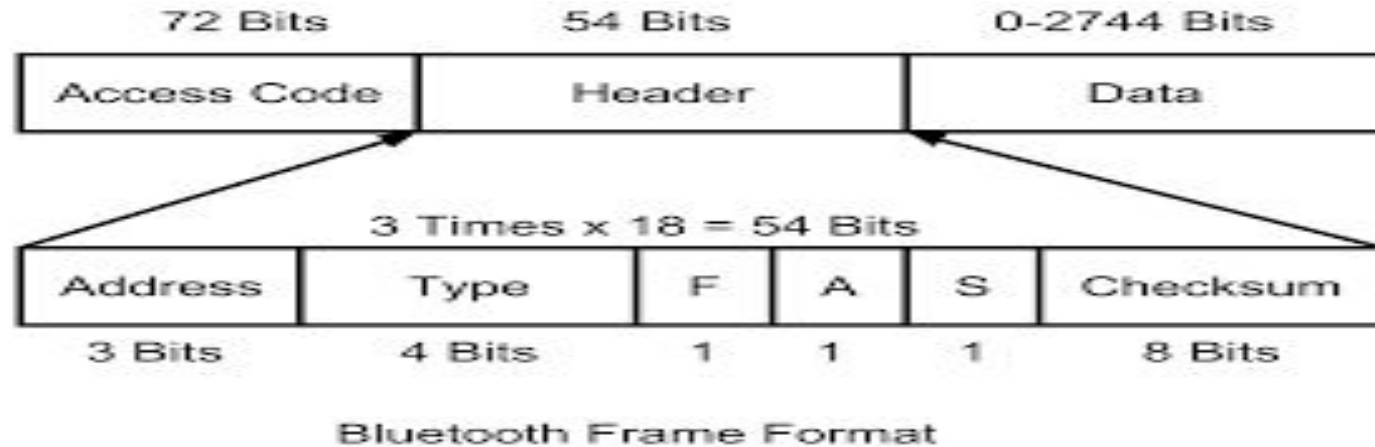 72 Bits 54 Bits 0-2744 Bits
Access Code Header Data
3 Times x 18 = 54 Bits
Address Type F A S Checksum
3 Bits 4 Bits 1 1 1 8 Bits
Bluetooth Frame Format